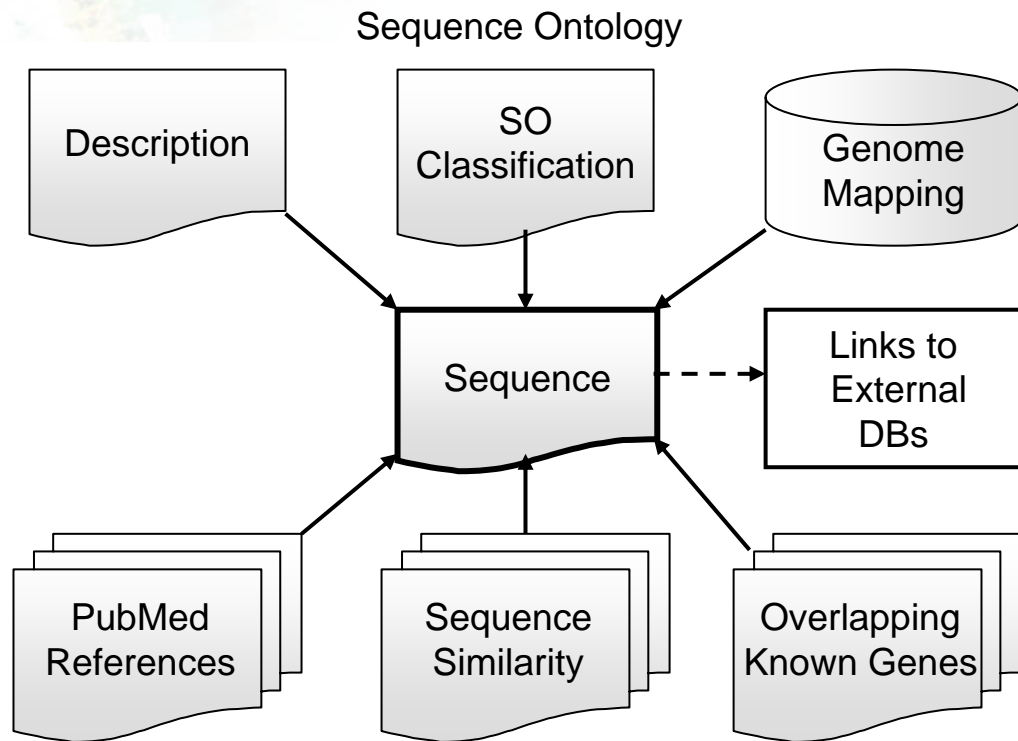 Sequence Ontology
Description
SO
Classification
Genome
Mapping
Sequence
Links to
External
DBs
PubMed
References
Sequence
Similarity
Overlapping
Known Genes